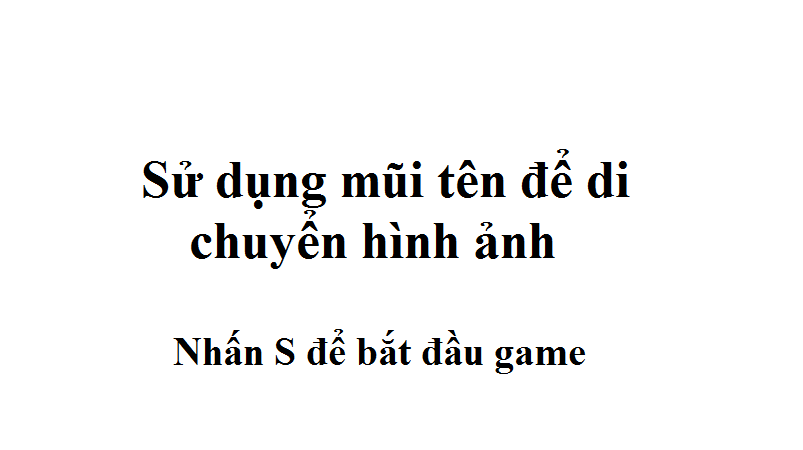 Sử dụng mũi tên để di
chuyển hình ảnh
Nhấn S để bắt đầu game